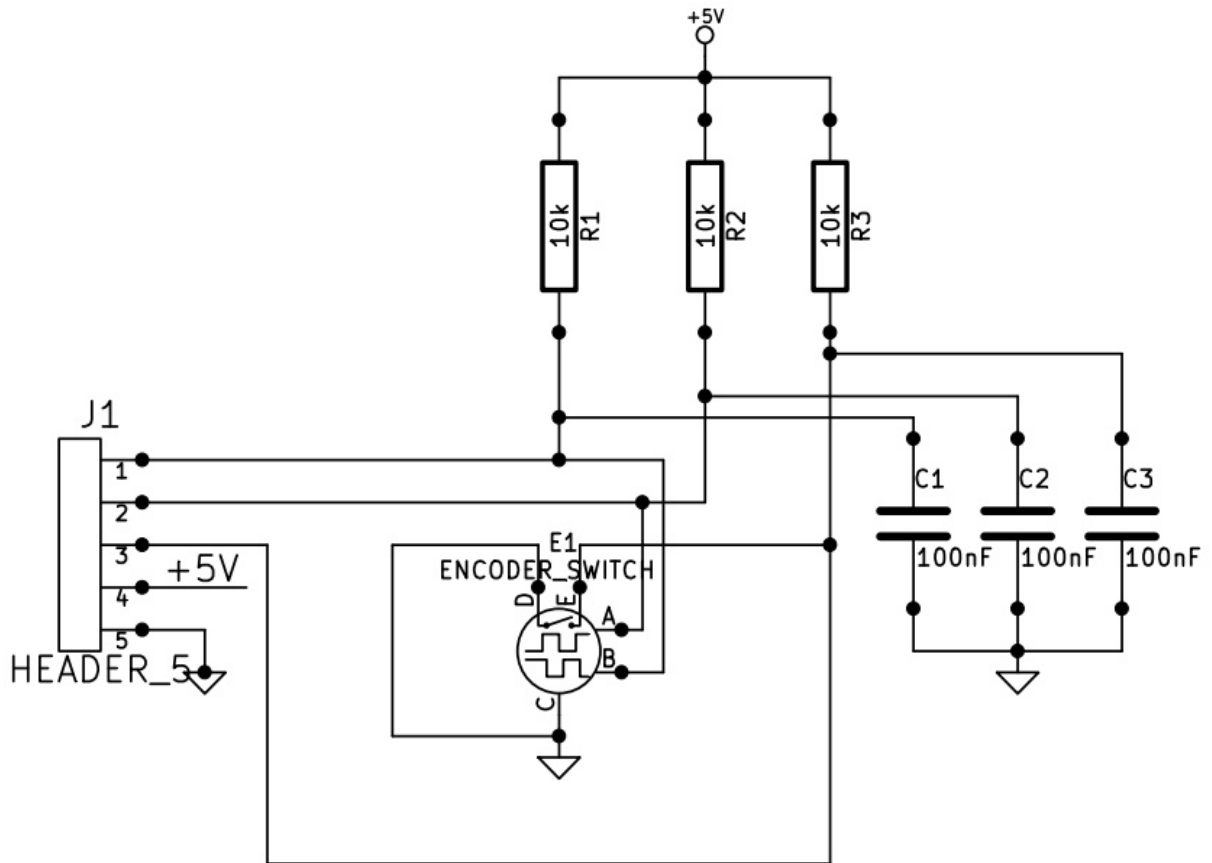 +5V
10k
R1
10k
R2
10k
R3
J1
1
2
3
+5V
4
5
HEADER_5
E1
ENCODER_SWITCH
D
E
A
B
C
C1
C2
C3
100nF
100nF
100nF